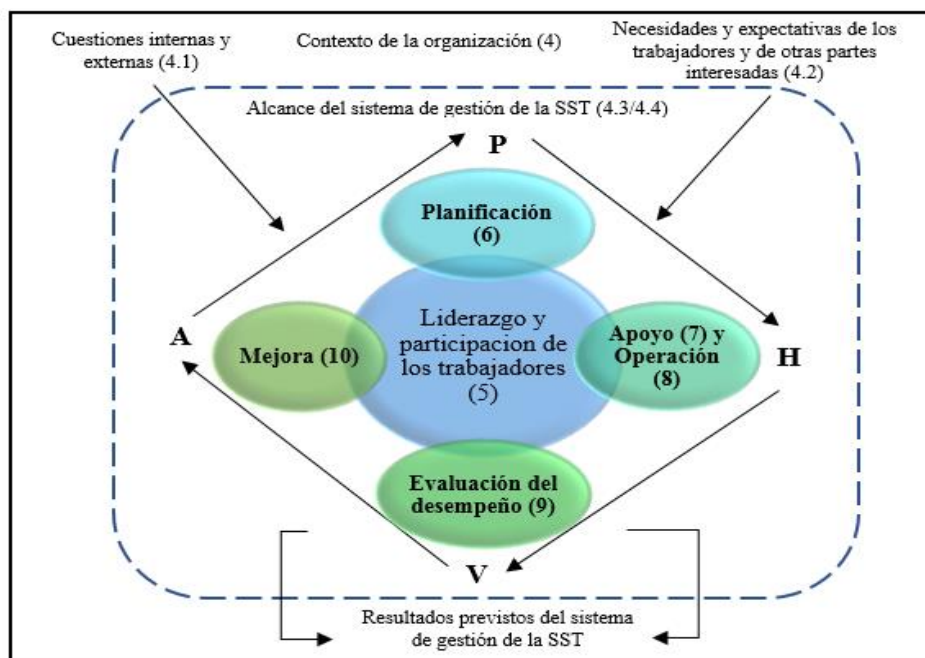 Cuestiones internas y
externas (4.1)
Contexto de la organización (4)
Necesidades y expectativas de los
trabajadores y de otras partes
interesadas (4.2)
Alcance del sistema de gestión de la SST (4.3/4.4)
P
Planificación
(6)
A
Mejora (10)
Liderazgo y
participacion de
los trabajadores
(5)
Apoyo (7) y
Operación
(8)
H
Evaluación del
desempeño (9)
V
Resultados previstos del sistema
de gestión de la SST